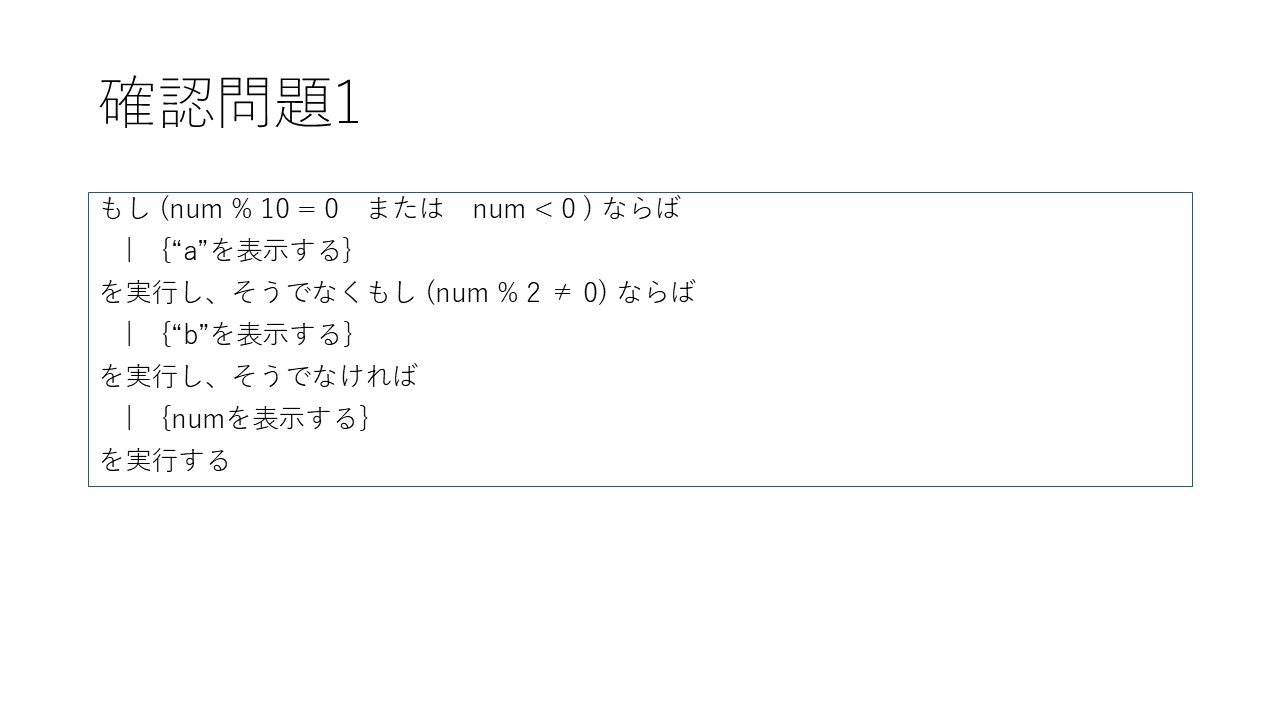 確認問題1
もし (num % 10 = 0　または　num < 0 ) ならば
｜ {“a”を表示する}
を実行し、そうでなくもし (num % 2 ≠ 0) ならば
｜ {“b”を表示する}
を実行し、そうでなければ
｜ {numを表示する}
を実行する